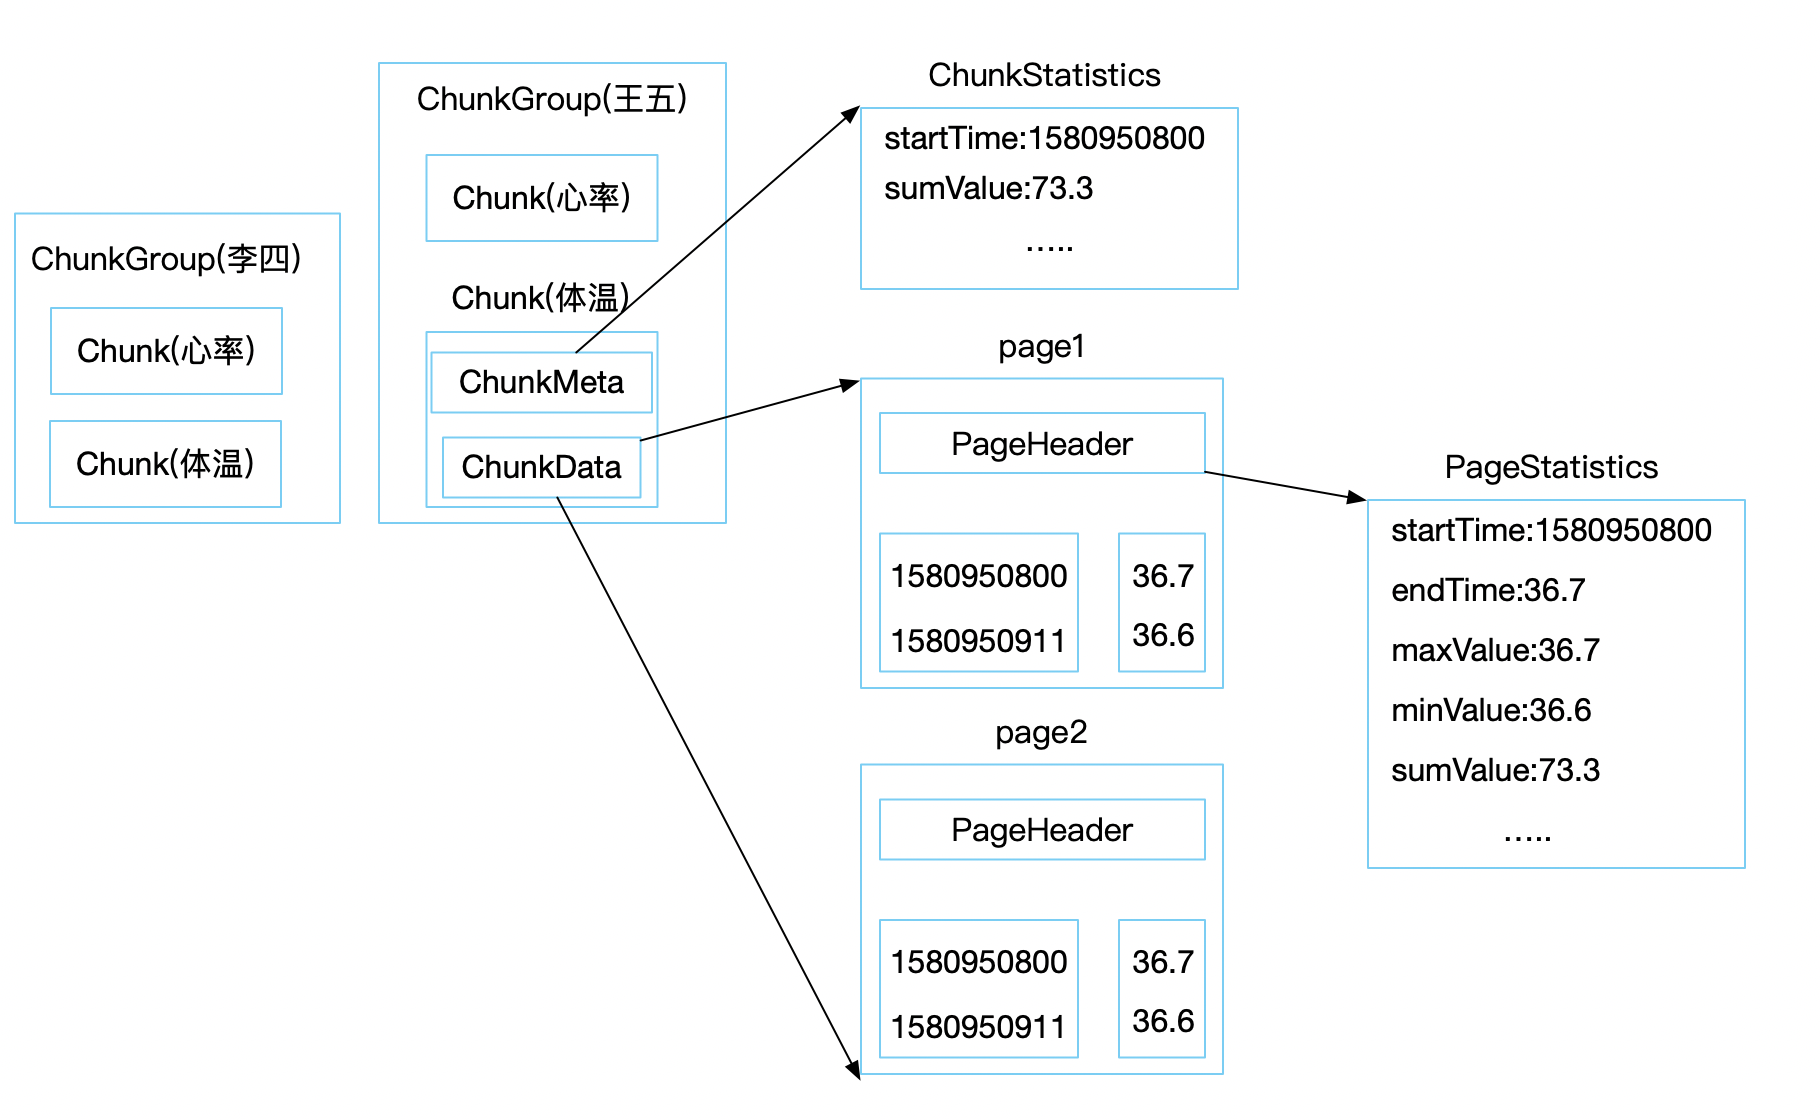 ChunkGroup(李四)
Chunk(心率)
Chunk(体温)
ChunkGroup(王五)
Chunk(心率)
Chunk(体温)
ChunkMeta
ChunkData
ChunkStatistics
startTime:1580950800
sumValue:73.3
.....
page1
PageHeader
1580950800 36.7
1580950911 36.6
page2
PageHeader
1580950800 36.7
1580950911 36.6
PageStatistics
startTime:1580950800
endTime:36.7
maxValue:36.7
minValue:36.6
sumValue:73.3
.....